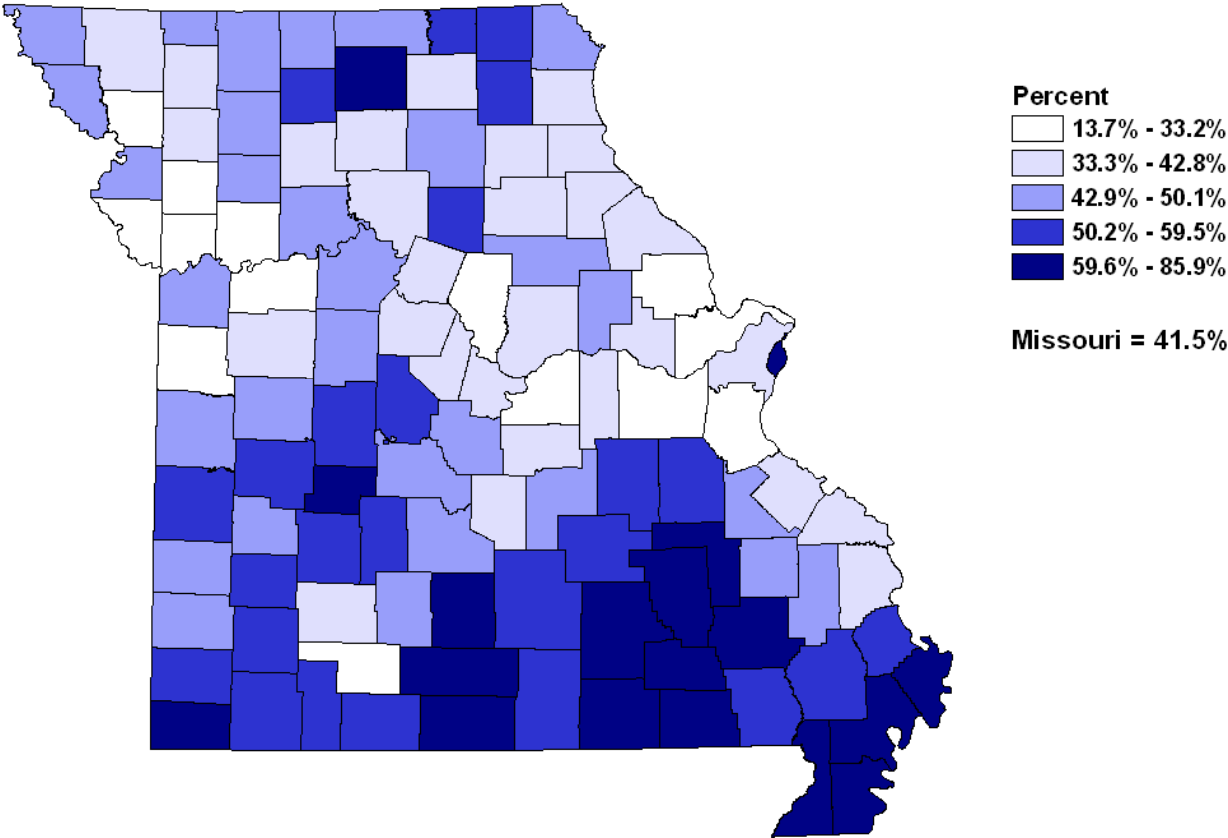 Percent
13.7% - 33.2%
33.3% - 42.8%
42.9% - 50.1%
50.2% - 59.5%
59.6% - 85.9%
Missouri = 41.5%